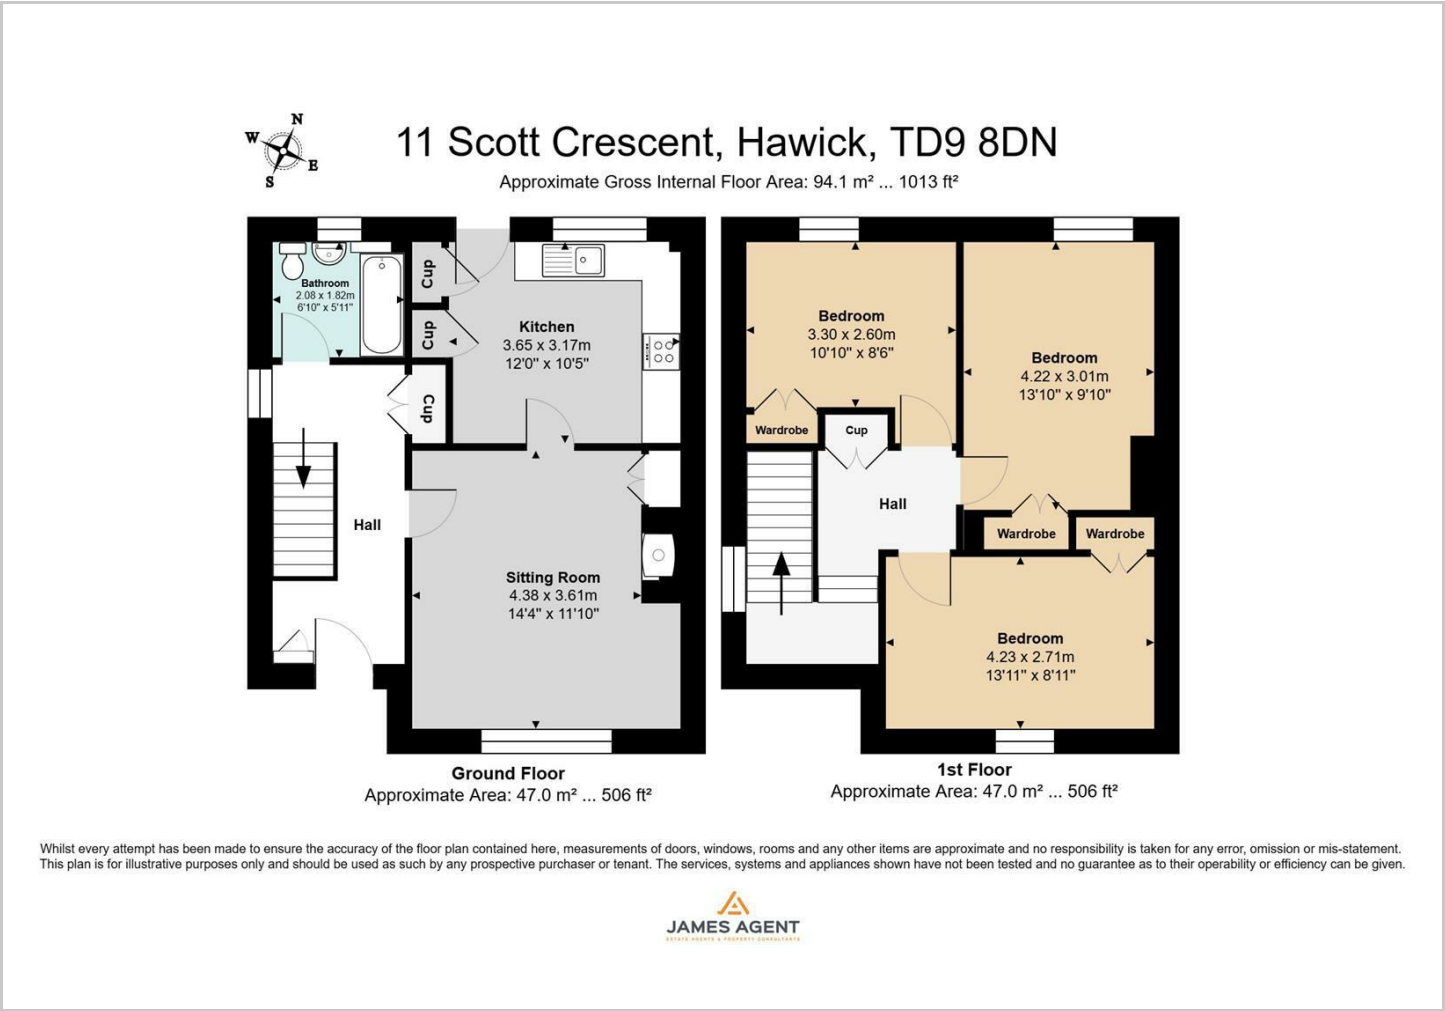 N
W
E
S
11 Scott Crescent, Hawick, TD9 8DN
Approximate Gross Internal Floor Area: 94.1 m² ... 1013 ft²
Bathroom
2.08 x 1.82m
6'10" x 5'11"
Cup
Cup
Cup
Kitchen
3.65 x 3.17m
12'0" x 10'5"
Hall
Sitting Room
4.38 x 3.61m
14'4" x 11'10"
Ground Floor
Approximate Area: 47.0 m² ... 506 ft²
Bedroom
3.30 x 2.60m
10'10" x 8'6"
Wardrobe
Cup
Bedroom
4.22 x 3.01m
13'10" x 9'10"
Hall
Wardrobe
Wardrobe
Bedroom
4.23 x 2.71m
13'11" x 8'11"
1st Floor
Approximate Area: 47.0 m² ... 506 ft²
Whilst every attempt has been made to ensure the accuracy of the floor plan contained here, measurements of doors, windows, rooms and any other items are approximate and no responsibility is taken for any error, omission or mis-statement.
This plan is for illustrative purposes only and should be used as such by any prospective purchaser or tenant. The services, systems and appliances shown have not been tested and no guarantee as to their operability or efficiency can be given.
JAMES AGENT
ESTATE AGENTS & PROPERTY CONSULTANTS